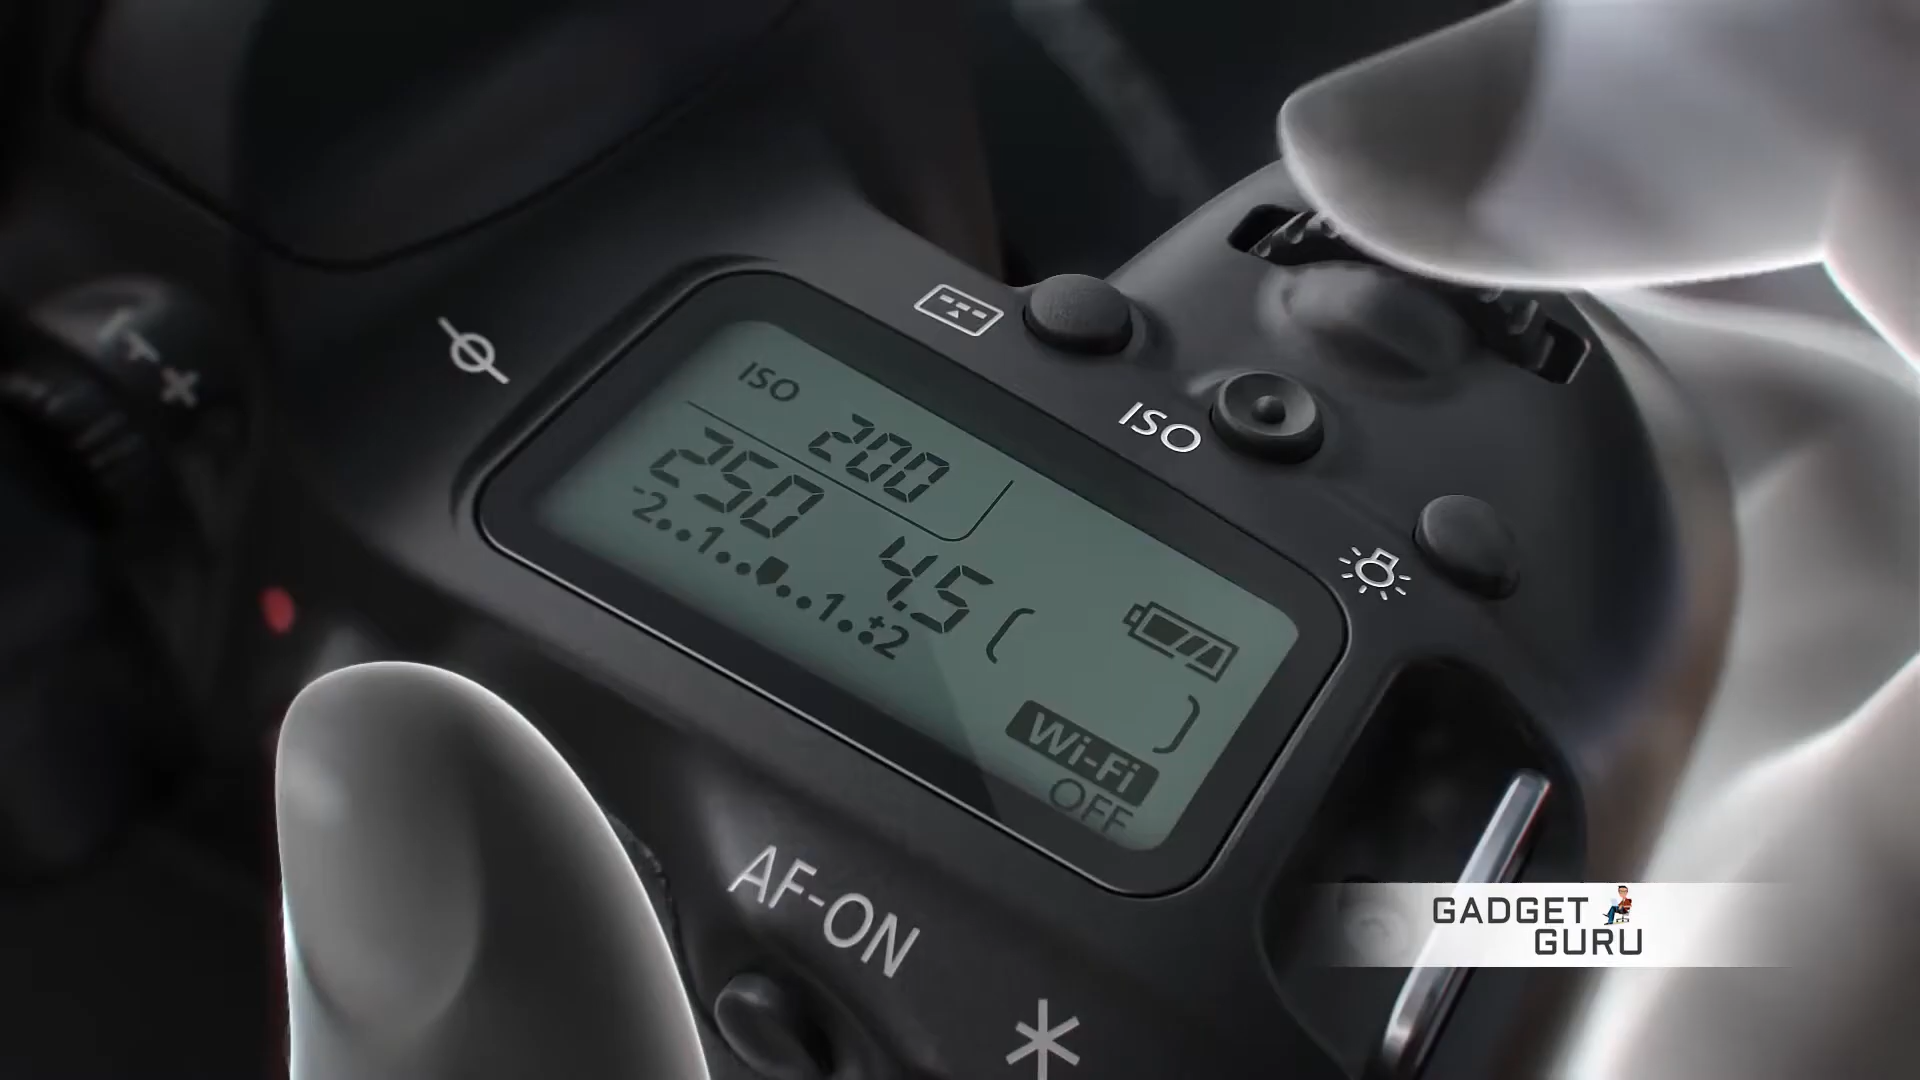 ISO
200
250 4.5 (
-2..1..▼..1..+2
)
Wi-Fi
OFF
ISO
AF-ON
GADGET
GURU